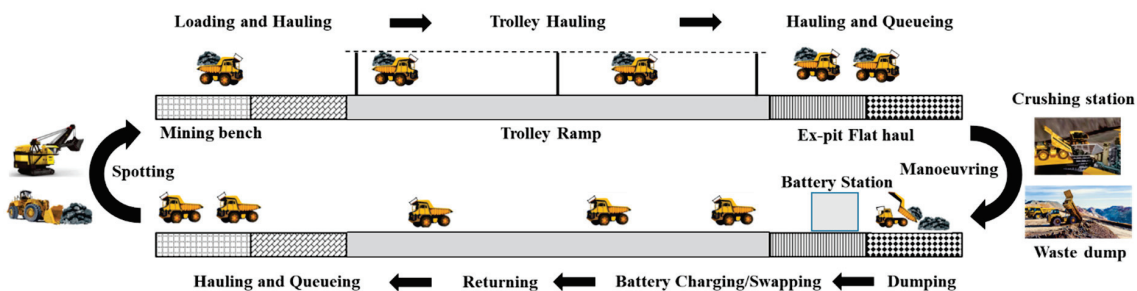 Loading and Hauling
Trolley Hauling
Hauling and Queueing
Crushing station
Mining bench
Trolley Ramp
Ex-pit Flat haul
Spotting
Manoeuvring
Battery Station
Waste dump
Hauling and Queueing
Returning
Battery Charging/Swapping
Dumping